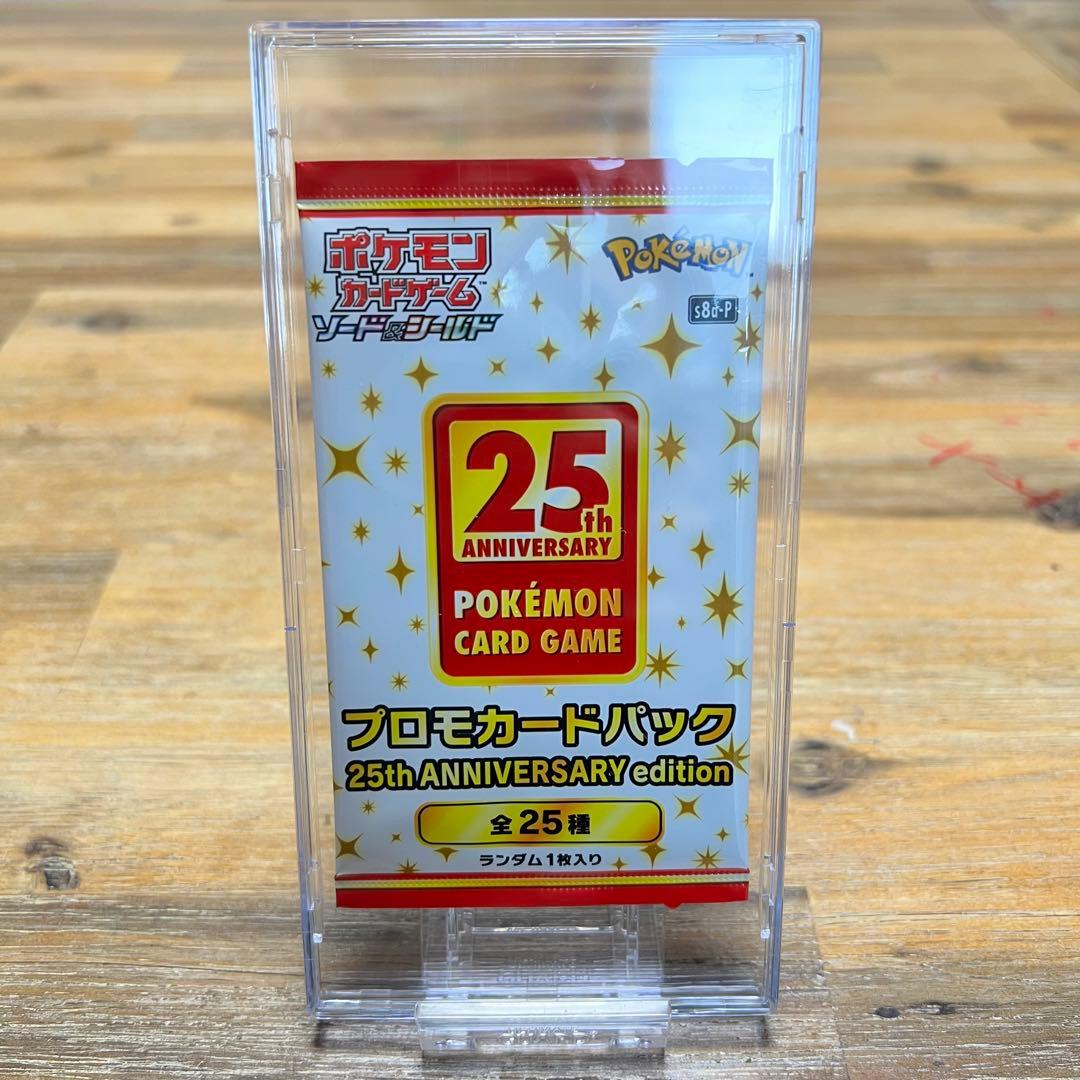 ポケモン
カードゲーム™
ソード&シールド
POKéMON
s8a-P
25th
ANNIVERSARY
POKÉMON
CARD GAME
プロモカードパック
25th ANNIVERSARY edition
全25種
ランダム1枚入り